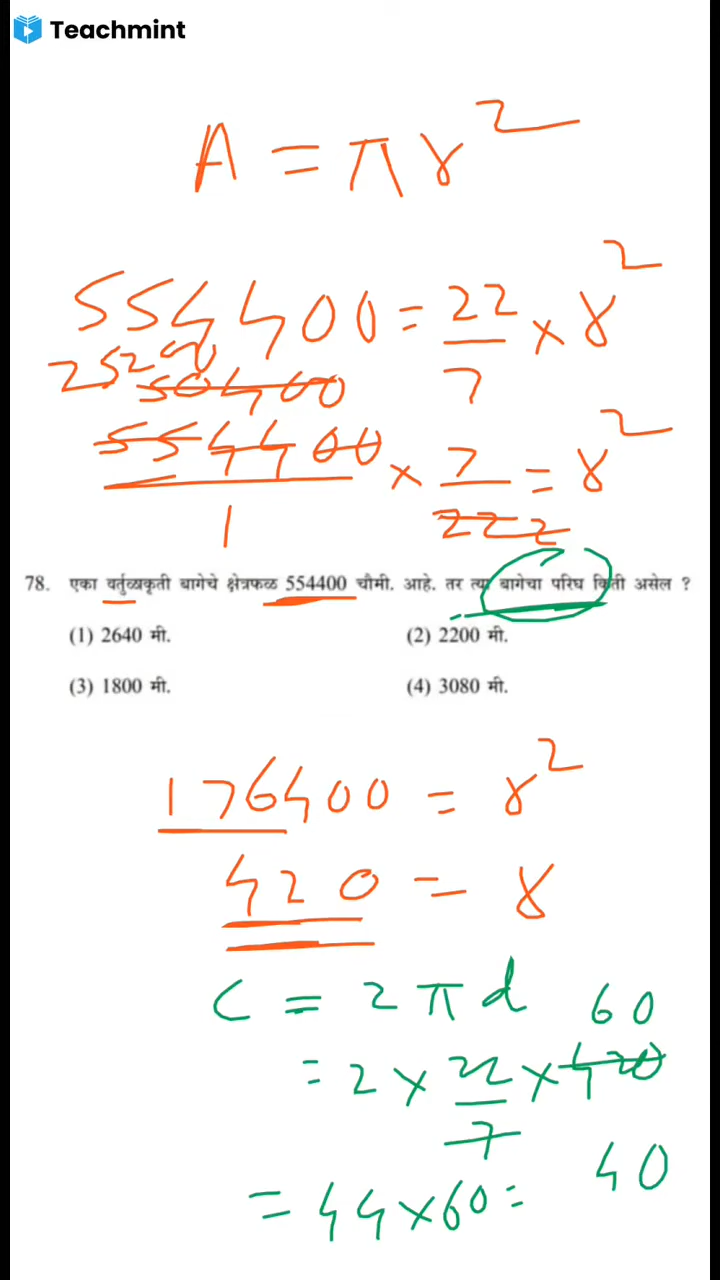 Teachmint
A = πr²
554400 = 22/7 × r²
25200
50400
554400/1 × 7/22 2 = r²
78. एका वर्तुळाकृती बागेचे क्षेत्रफळ 554400 चौमी. आहे. तर त्या बागेचा परिघ किती असेल ?
(1) 2640 मी. (2) 2200 मी.
(3) 1800 मी. (4) 3080 मी.
176400 = r²
420 = r
C = 2πd 60
= 2 × 22/7 × 420
= 44×60 = 40